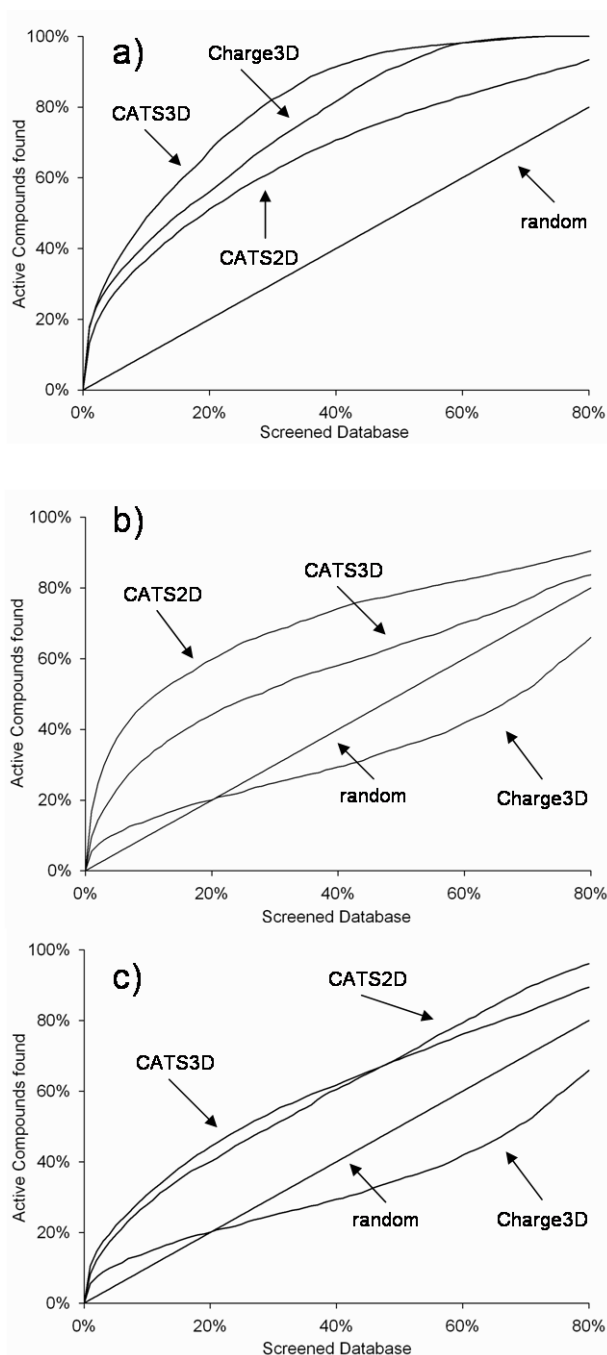 a)
100%
80%
60%
40%
20%
0%
Active Compounds found
Charge3D
CATS3D
random
CATS2D
0% 20% 40% 60% 80%
Screened Database
b)
100%
80%
60%
40%
20%
0%
Active Compounds found
CATS3D
CATS2D
random
Charge3D
0% 20% 40% 60% 80%
Screened Database
c)
100%
80%
60%
40%
20%
0%
Active Compounds found
CATS2D
CATS3D
random
Charge3D
0% 20% 40% 60% 80%
Screened Database